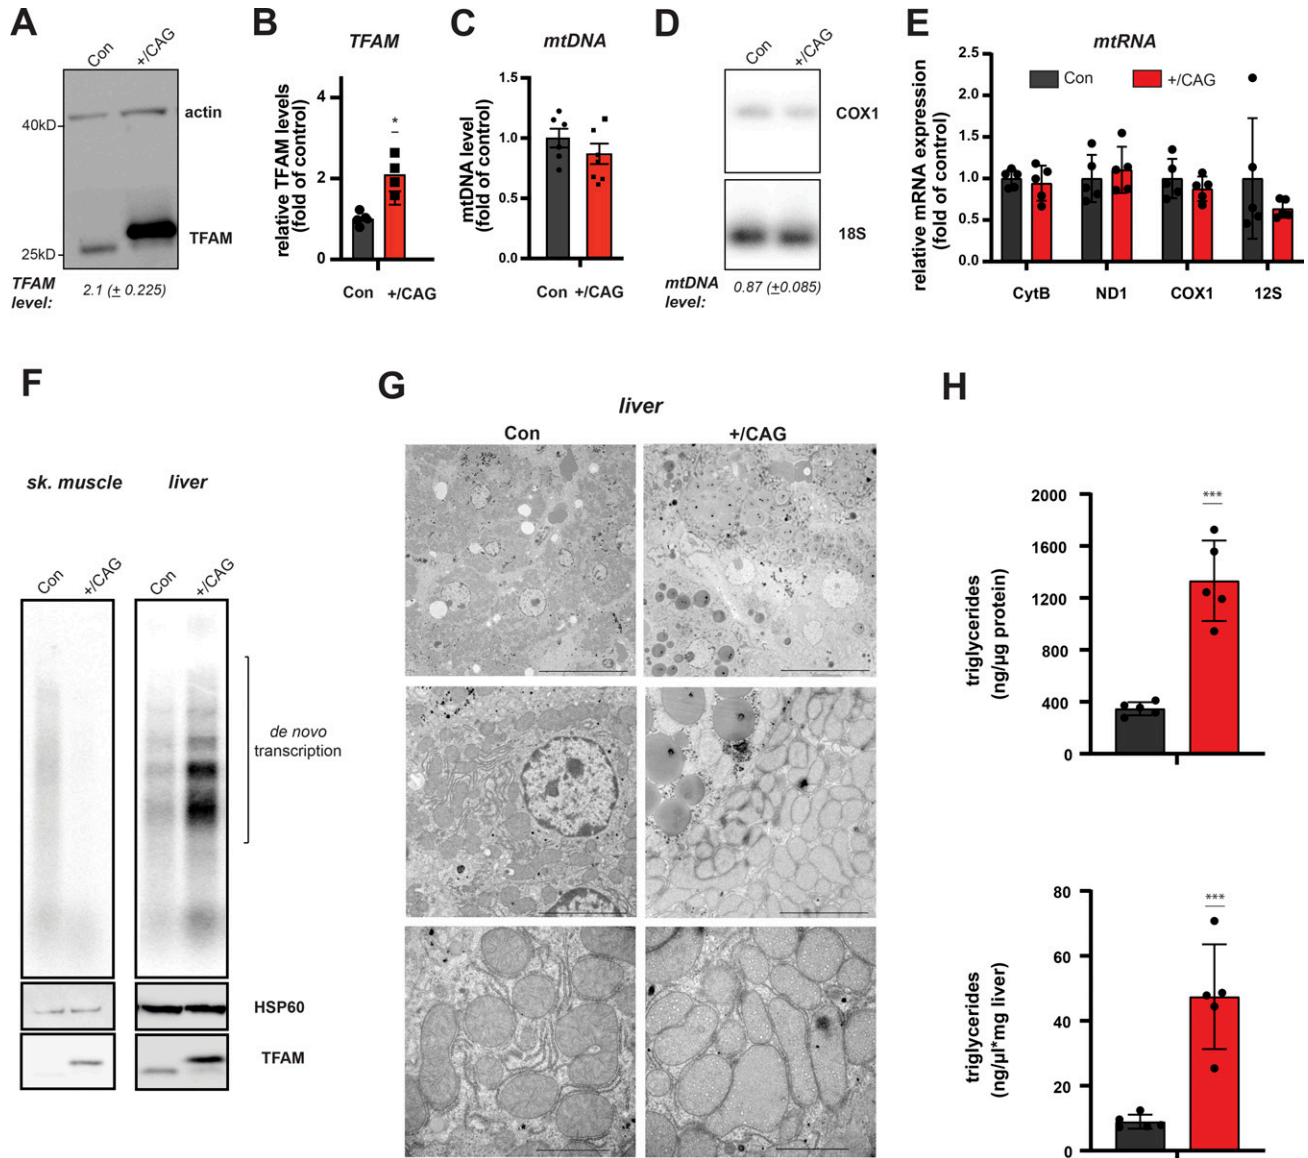 A
Con
+/CAG
40kD
actin
25kD
TFAM
TFAM level:
2.1 (± 0.225)
B
TFAM
relative TFAM levels
(fold of control)
4
2
0
*
Con +/CAG
C
mtDNA
mtDNA level
(fold of control)
1.5
1.0
0.5
0.0
Con +/CAG
D
Con
+/CAG
COX1
18S
mtDNA level:
0.87 (±0.085)
E
mtRNA
relative mRNA expression
(fold of control)
2.5
2.0
1.5
1.0
0.5
0.0
Con
+/CAG
CytB
ND1
COX1
12S
F
sk. muscle
liver
Con
+/CAG
Con
+/CAG
de novo
transcription
HSP60
TFAM
G
liver
Con
+/CAG
H
triglycerides
(ng/µg protein)
2000
1600
1200
800
400
0
***
triglycerides
(ng/µl*mg liver)
80
60
40
20
0
***